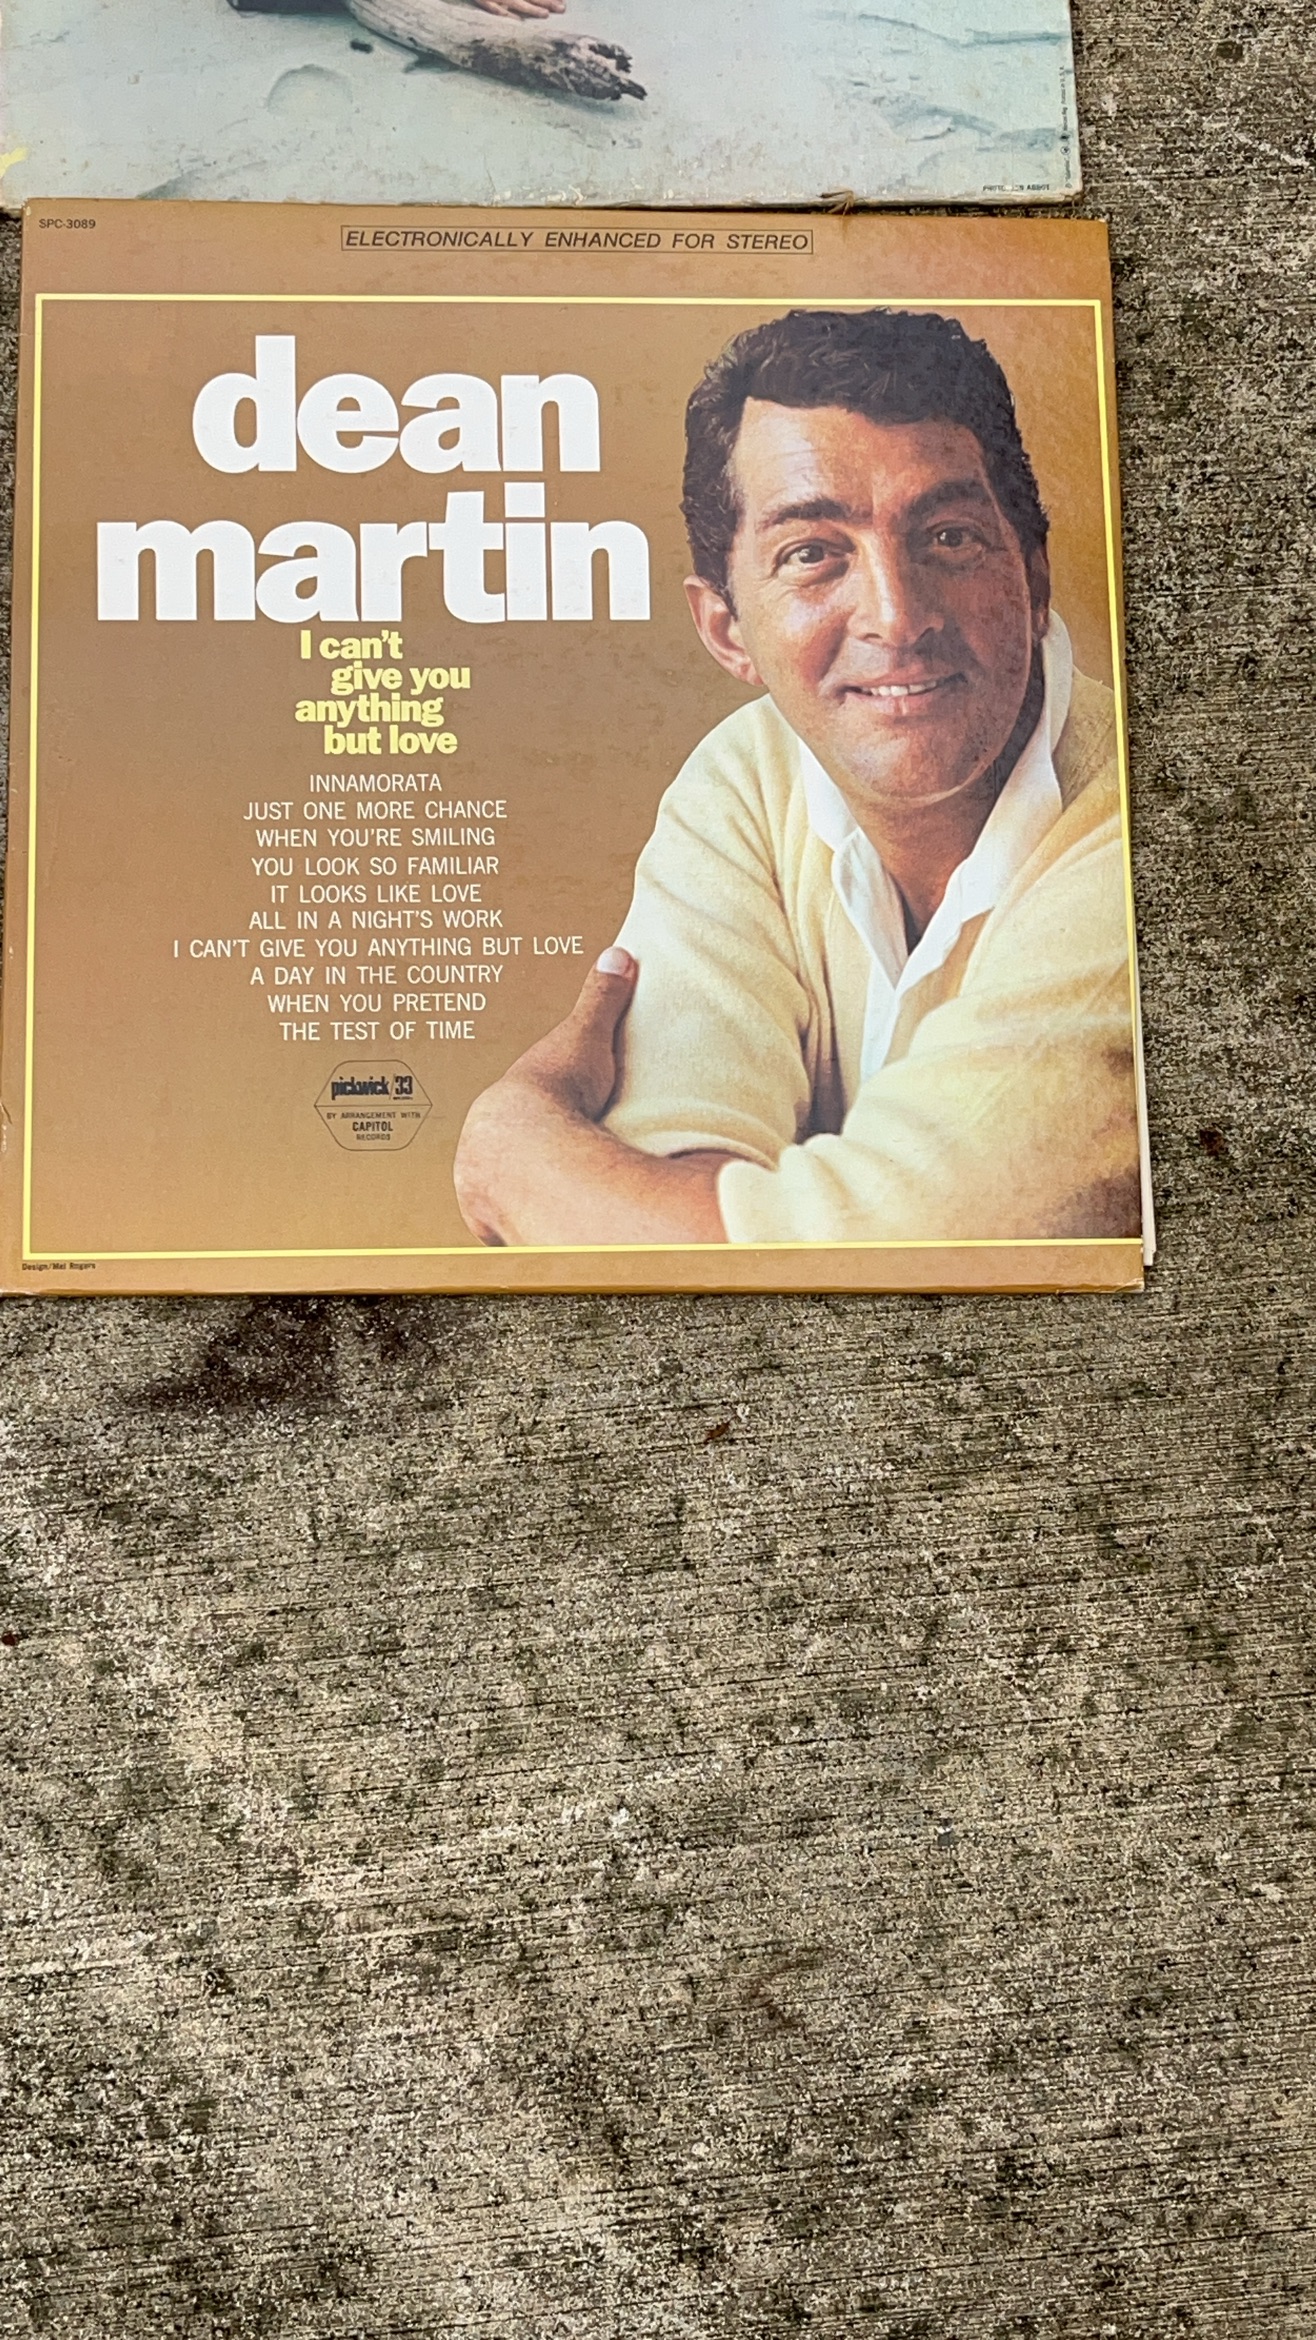 PHOTO: JON ABBOT
SPC-3089
ELECTRONICALLY ENHANCED FOR STEREO
dean
martin
I can't
give you
anything
but love
INNAMORATA
JUST ONE MORE CHANCE
WHEN YOU'RE SMILING
YOU LOOK SO FAMILIAR
IT LOOKS LIKE LOVE
ALL IN A NIGHT'S WORK
I CAN'T GIVE YOU ANYTHING BUT LOVE
A DAY IN THE COUNTRY
WHEN YOU PRETEND
THE TEST OF TIME
pickwick/33
BY ARRANGEMENT WITH
CAPITOL
RECORDS
Design/Mel Rogers